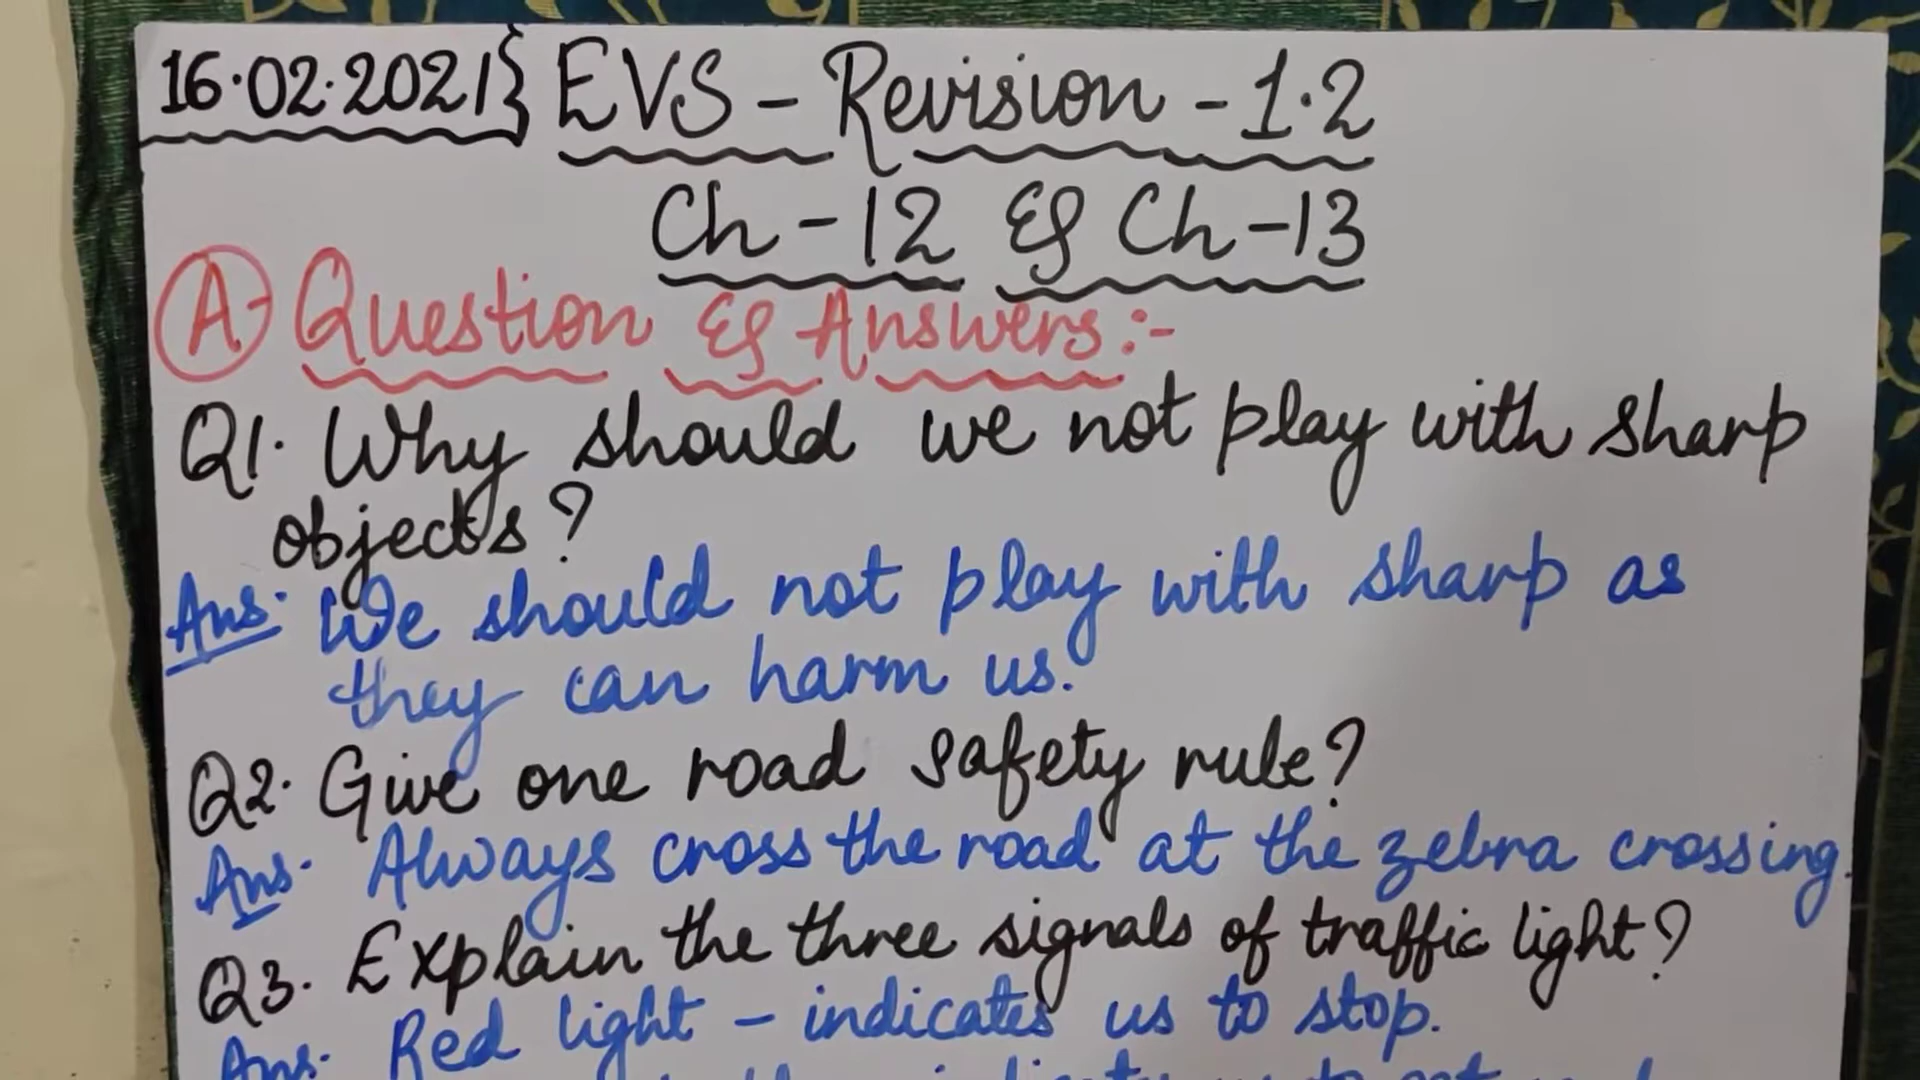 16.02.2021} EVS - Revision - 1.2
Ch - 12 & Ch - 13
A Question & Answers :-
Q1. Why should we not play with sharp
objects?
Ans. We should not play with sharp as
they can harm us.
Q2. Give one road safety rule?
Ans. Always cross the road at the zebra crossing.
Q3. Explain the three signals of traffic light?
Ans. Red light - indicates us to stop.